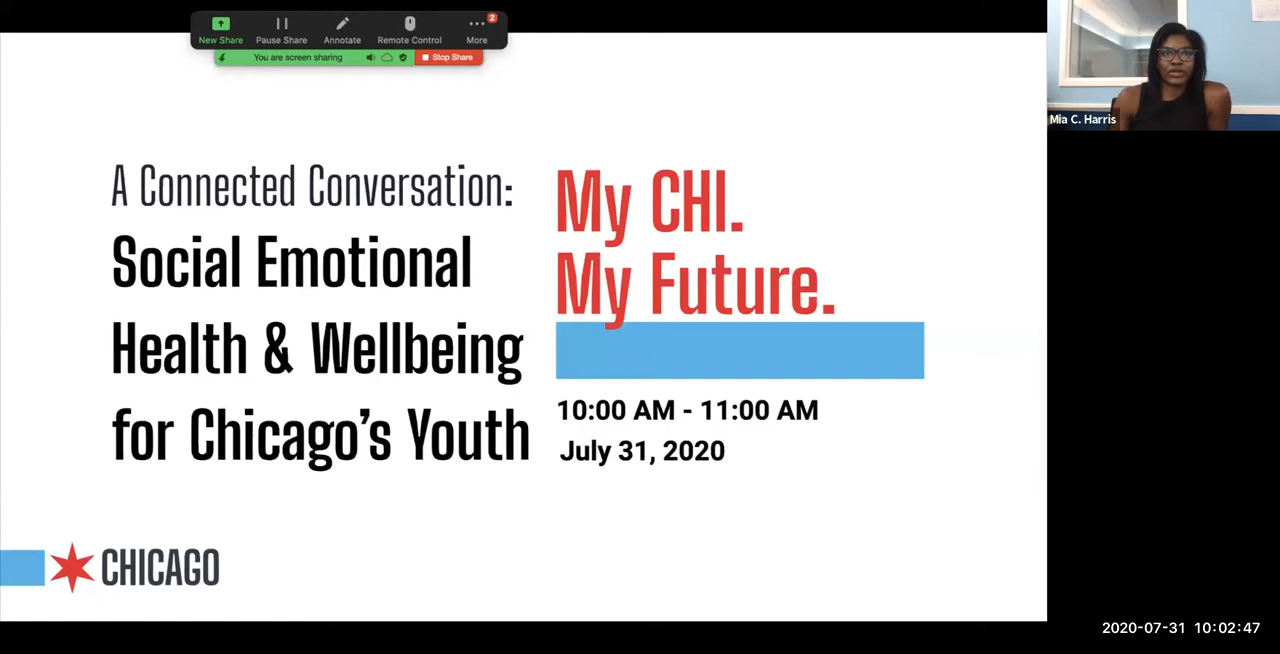 New Share
Pause Share
Annotate
Remote Control
More
2
You are screen sharing
Stop Share
Mia C. Harris
A Connected Conversation:
Social Emotional
Health & Wellbeing
for Chicago's Youth
My CHI.
My Future.
10:00 AM - 11:00 AM
July 31, 2020
CHICAGO
2020-07-31 10:02:47